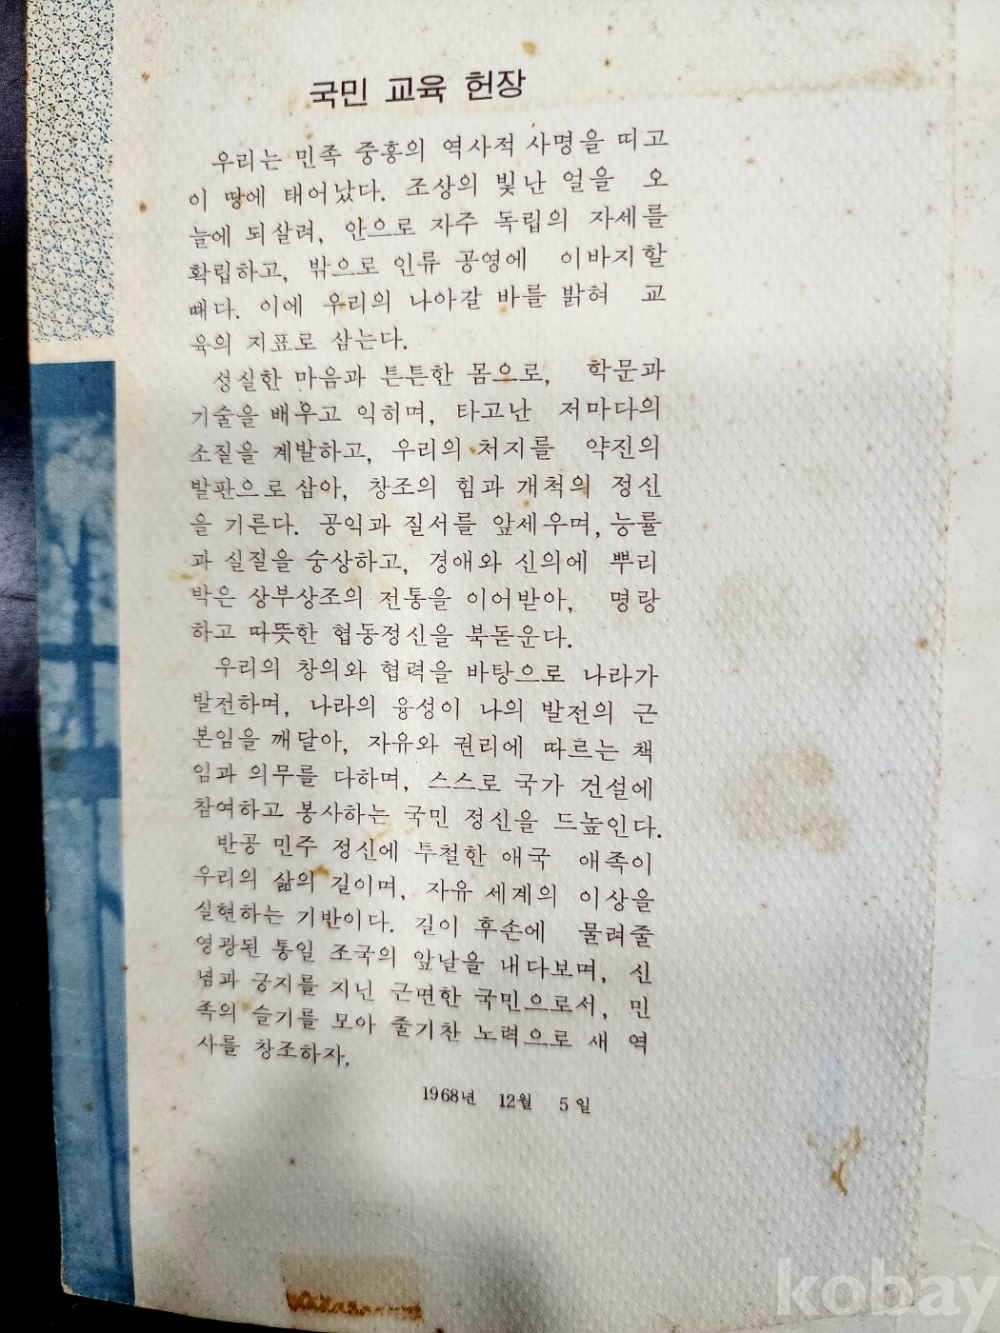 국민 교육 헌장
우리는 민족 중흥의 역사적 사명을 띠고
이 땅에 태어났다. 조상의 빛난 얼을 오
늘에 되살려, 안으로 자주 독립의 자세를
확립하고, 밖으로 인류 공영에 이바지할
때다. 이에 우리의 나아갈 바를 밝혀 교
육의 지표로 삼는다.
성실한 마음과 튼튼한 몸으로, 학문과
기술을 배우고 익히며, 타고난 저마다의
소질을 계발하고, 우리의 처지를 약진의
발판으로 삼아, 창조의 힘과 개척의 정신
을 기른다. 공익과 질서를 앞세우며, 능률
과 실질을 숭상하고, 경애와 신의에 뿌리
박은 상부상조의 전통을 이어받아, 명랑
하고 따뜻한 협동정신을 북돋운다.
우리의 창의와 협력을 바탕으로 나라가
발전하며, 나라의 융성이 나의 발전의 근
본임을 깨달아, 자유와 권리에 따르는 책
임과 의무를 다하며, 스스로 국가 건설에
참여하고 봉사하는 국민 정신을 드높인다.
반공 민주 정신에 투철한 애국 애족이
우리의 삶의 길이며, 자유 세계의 이상을
실현하는 기반이다. 길이 후손에 물려줄
영광된 통일 조국의 앞날을 내다보며, 신
념과 긍지를 지닌 근면한 국민으로서, 민
족의 슬기를 모아 줄기찬 노력으로 새 역
사를 창조하자.
1968년 12월 5일
kobay